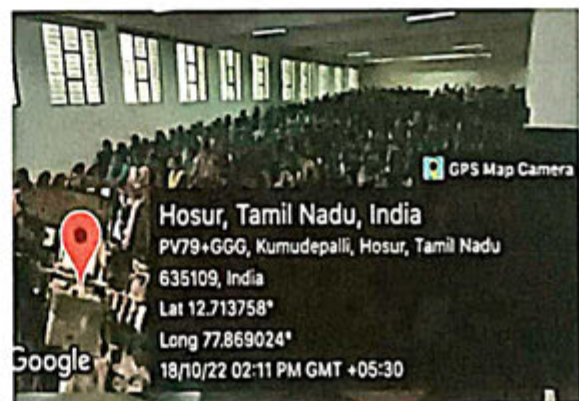 GPS Map Camera
Hosur, Tamil Nadu, India
PV79+GGG, Kumudepalli, Hosur, Tamil Nadu
635109, India
Lat 12.713758°
Long 77.869024°
18/10/22 02:11 PM GMT +05:30
Google